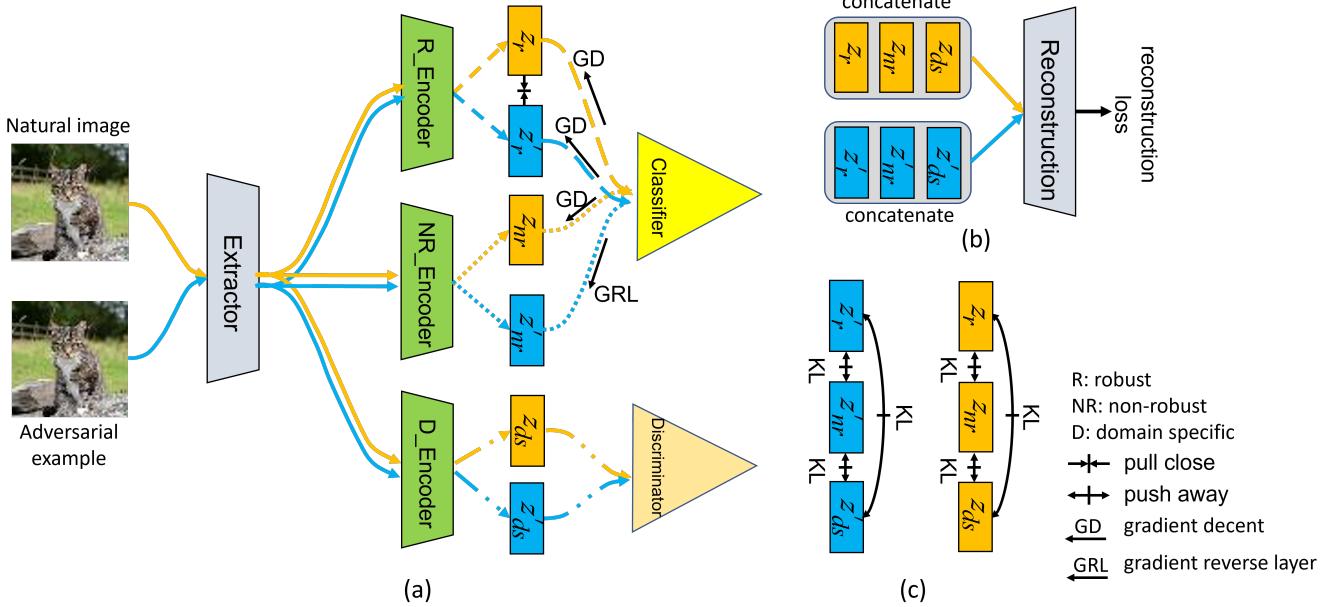 Natural image
Adversarial
example
Extractor
R_Encoder
NR_Encoder
D_Encoder
z_r
z'_r
z_nr
z'_nr
z_ds
z'_ds
GD
GD
GD
GRL
Classifier
Discriminator
(a)
concatenate
z_r
z_nr
z_ds
z'_r
z'_nr
z'_ds
concatenate
Reconstruction
reconstruction
loss
(b)
z'_r
z'_nr
z'_ds
KL
KL
KL
z_r
z_nr
z_ds
KL
KL
KL
(c)
R: robust
NR: non-robust
D: domain specific
pull close
push away
GD gradient decent
GRL gradient reverse layer